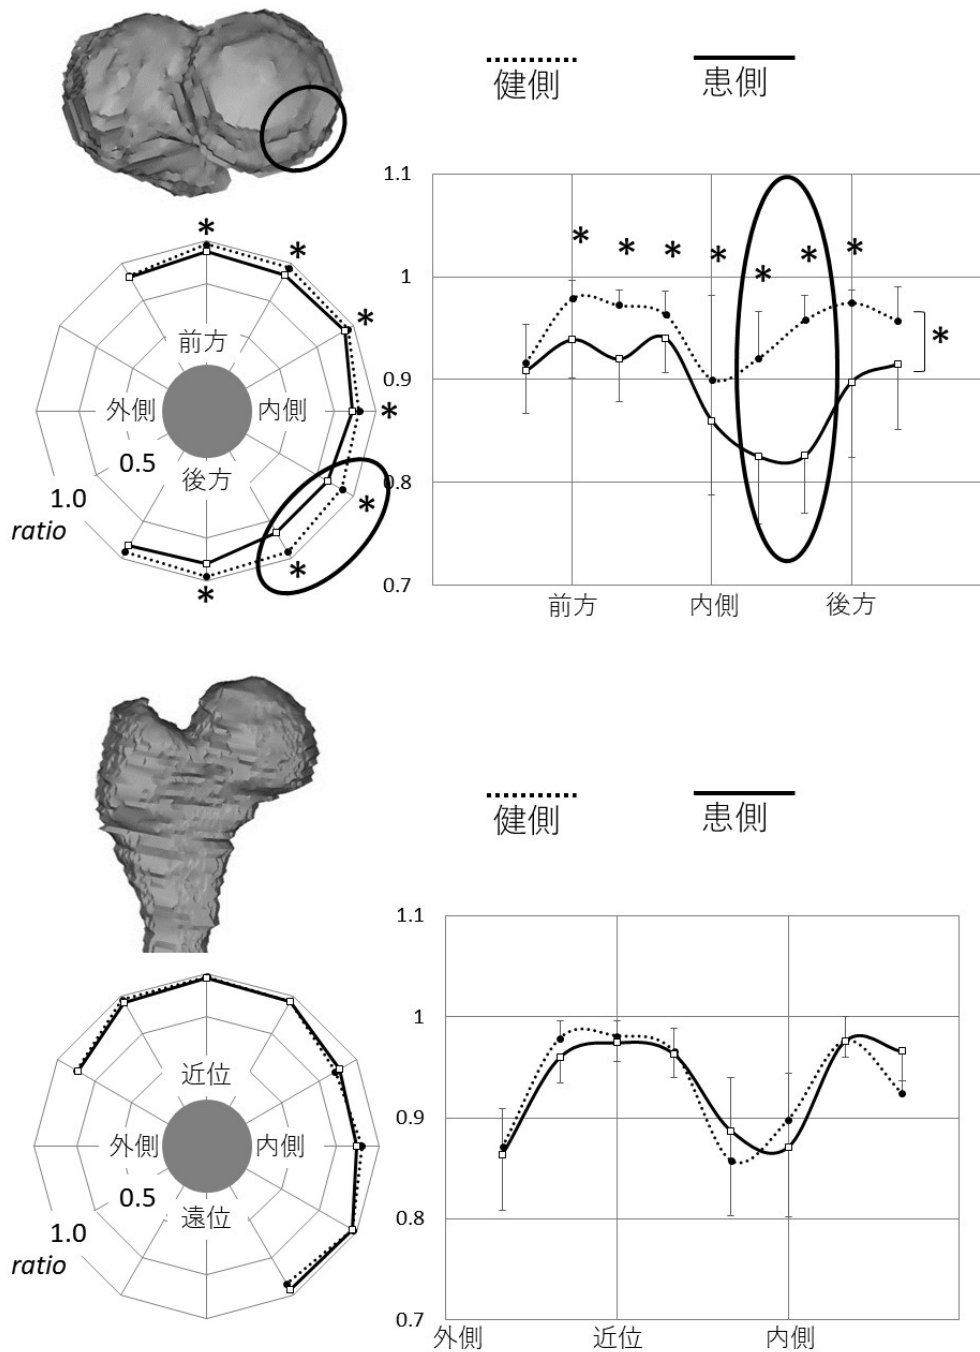 健側 患側
1.1
1
0.9
0.8
0.7
前方 内側 後方
* * * * * * *
*
* * * * * * *
前方
外側 内側
後方
0.5
1.0
ratio
健側 患側
1.1
1
0.9
0.8
0.7
外側 近位 内側
近位
外側 内側
遠位
0.5
1.0
ratio